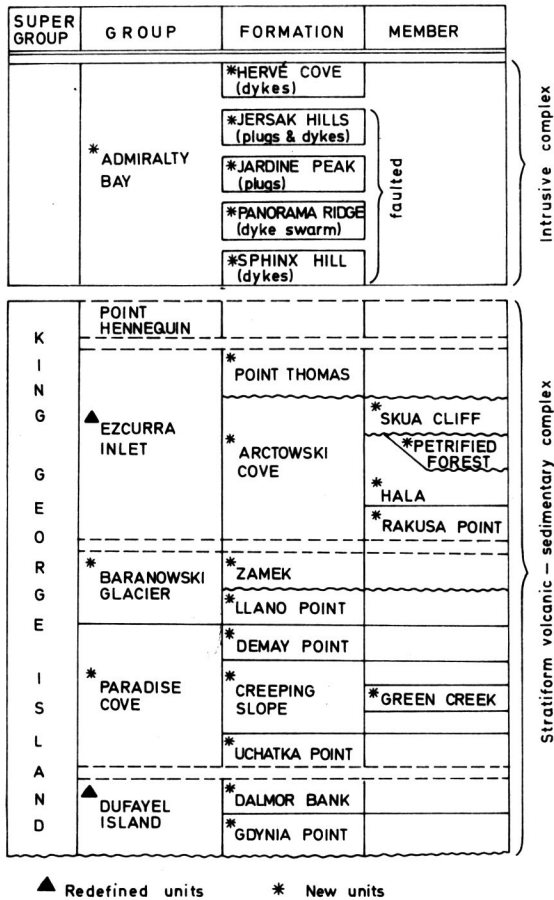 SUPER GROUP
GROUP
FORMATION
MEMBER
* ADMIRALTY
BAY
*HERVÉ COVE
(dykes)
*JERSAK HILLS
(plugs & dykes)
*JARDINE PEAK
(plugs)
*PANORAMA RIDGE
(dyke swarm)
*SPHINX HILL
(dykes)
faulted
Intrusive complex
KING GEORGE ISLAND
POINT
HENNEQUIN
▲ EZCURRA
INLET
* POINT THOMAS
* ARCTOWSKI
COVE
* SKUA CLIFF
*PETRIFIED
FOREST
*HALA
*RAKUSA POINT
* BARANOWSKI
GLACIER
*ZAMEK
*LLANO POINT
* PARADISE
COVE
*DEMAY POINT
* CREEPING
SLOPE
*GREEN CREEK
*UCHATKA POINT
▲ DUFAYEL
ISLAND
*DALMOR BANK
*GDYNIA POINT
Stratiform volcanic – sedimentary complex
▲ Redefined units
* New units